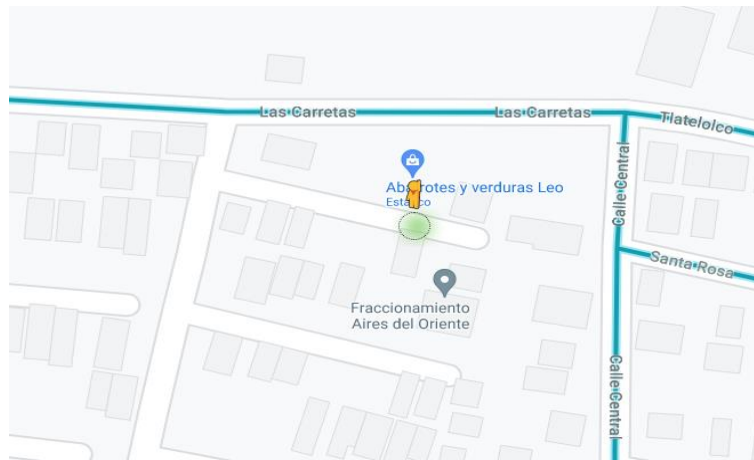 Las Carretas
Las Carretas
Tlatelolco
Calle Central
y verduras Leo
Santa Rosa
Fraccionamiento
Aires del Oriente
Calle Central